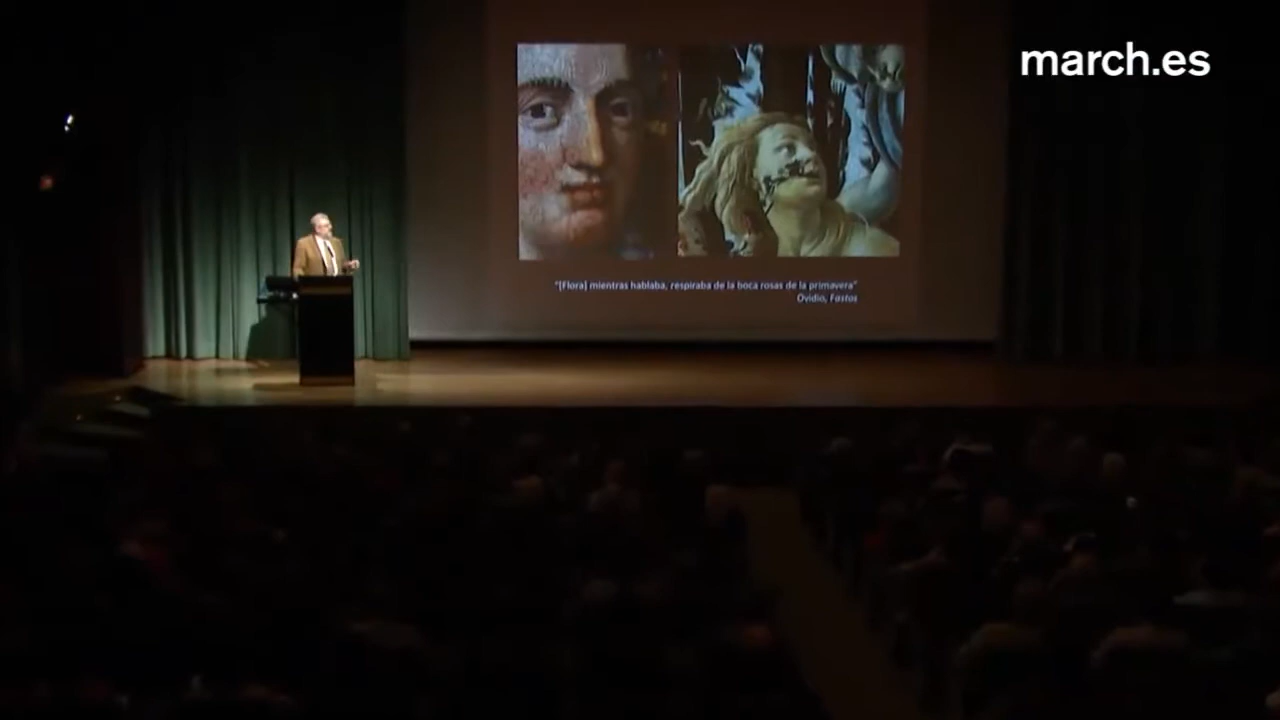 march.es
"[Flora] mientras hablaba, respiraba de la boca rosas de la primavera"
Ovidio, Fastos